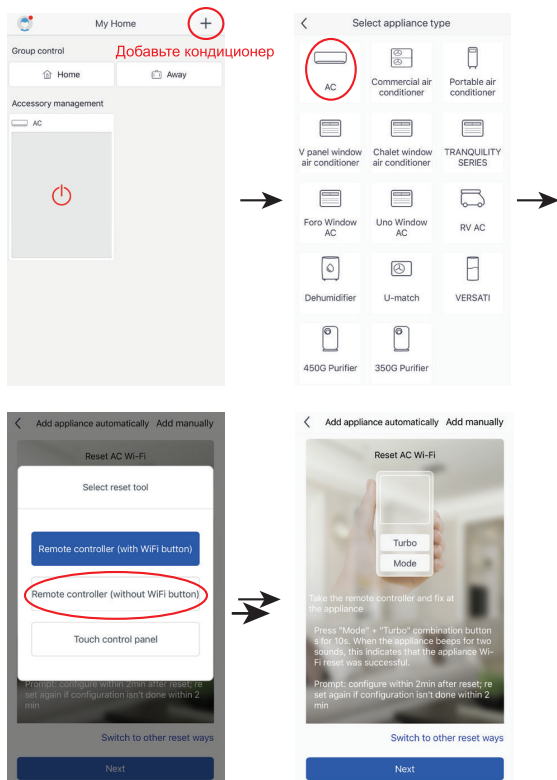 My Home
+
Group control
Добавьте кондиционер
Home
Away
Accessory management
AC
Select appliance type
AC
Commercial air
conditioner
Portable air
conditioner
V panel window
air conditioner
Chalet window
air conditioner
TRANQUILITY
SERIES
Foro Window
AC
Uno Window
AC
RV AC
Dehumidifier
U-match
VERSATI
450G Purifier
350G Purifier
Add appliance automatically
Add manually
Reset AC Wi-Fi
Select reset tool
Remote controller (with WiFi button)
Remote controller (without WiFi button)
Touch control panel
Prompt: configure within 2min after reset; re
set again if configuration isn't done within 2
min
Switch to other reset ways
Next
Add appliance automatically
Add manually
Reset AC Wi-Fi
Turbo
Mode
Take the remote controller and fix at
the appliance
Press "Mode" + "Turbo" combination button
s for 10s. When the appliance beeps for two
sounds, this indicates that the appliance Wi-
Fi reset was successful.
Prompt: configure within 2min after reset; re
set again if configuration isn't done within 2
min
Switch to other reset ways
Next